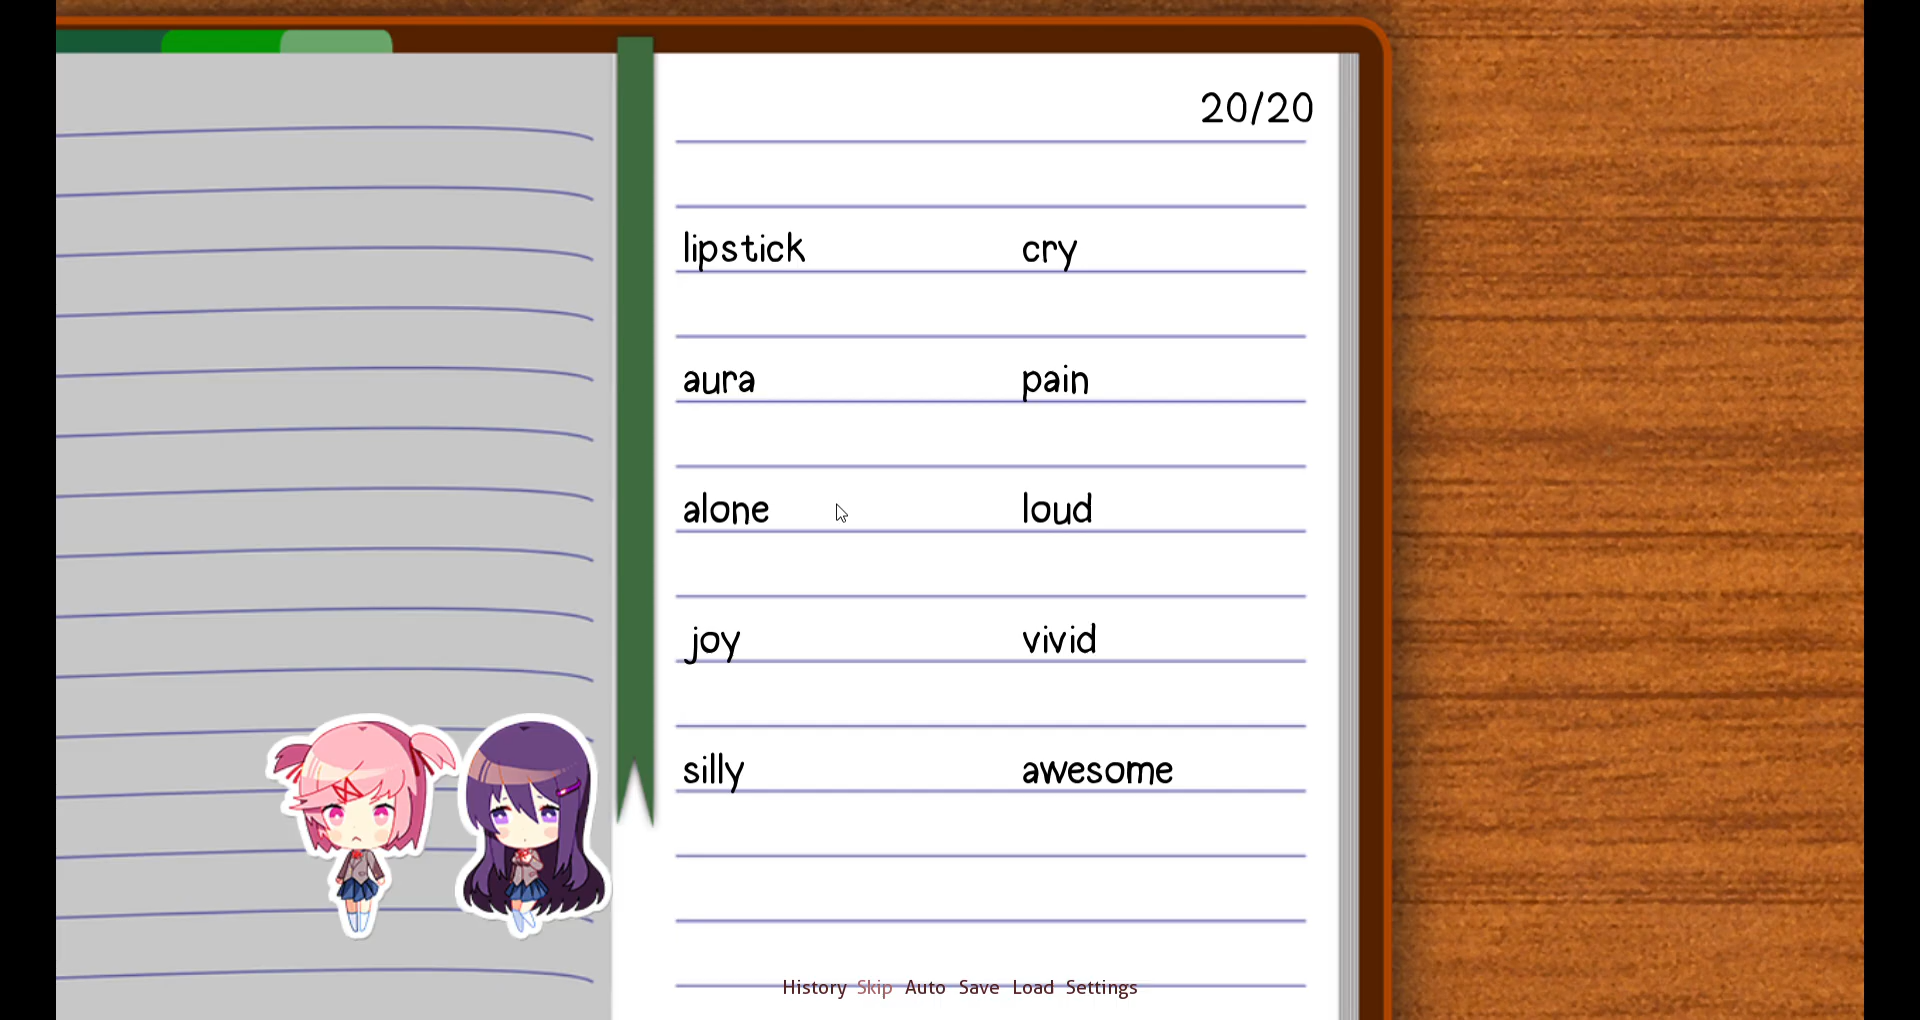 20/20
lipstick cry
aura pain
alone loud
joy vivid
silly awesome
History Skip Auto Save Load Settings